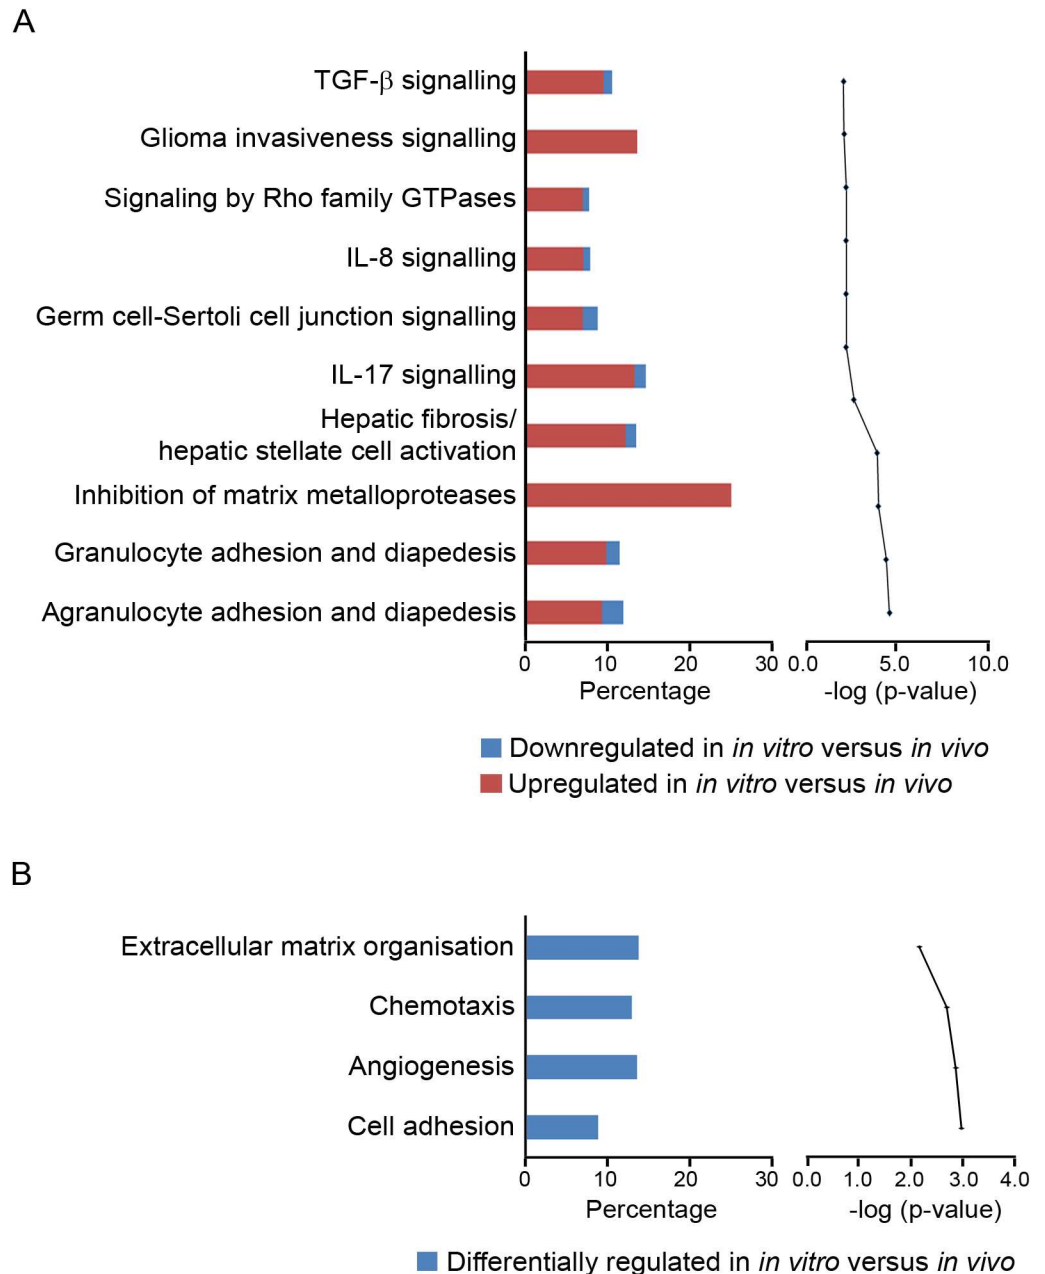 A
TGF-β signalling
Glioma invasiveness signalling
Signaling by Rho family GTPases
IL-8 signalling
Germ cell-Sertoli cell junction signalling
IL-17 signalling
Hepatic fibrosis/
hepatic stellate cell activation
Inhibition of matrix metalloproteases
Granulocyte adhesion and diapedesis
Agranulocyte adhesion and diapedesis
0 10 20 30 0.0 5.0 10.0
Percentage -log (p-value)
Downregulated in in vitro versus in vivo
Upregulated in in vitro versus in vivo
B
Extracellular matrix organisation
Chemotaxis
Angiogenesis
Cell adhesion
0 10 20 30 0.0 1.0 2.0 3.0 4.0
Percentage -log (p-value)
Differentially regulated in in vitro versus in vivo